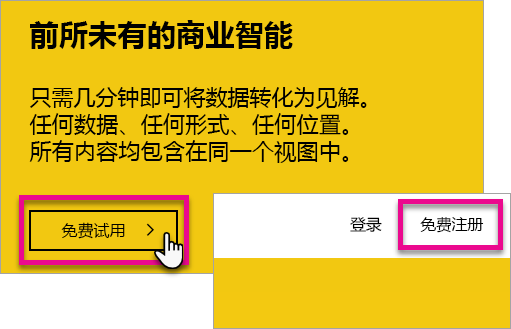 前所未有的商业智能
只需几分钟即可将数据转化为见解。
任何数据、任何形式、任何位置。
所有内容均包含在同一个视图中。
免费试用
登录 免费注册